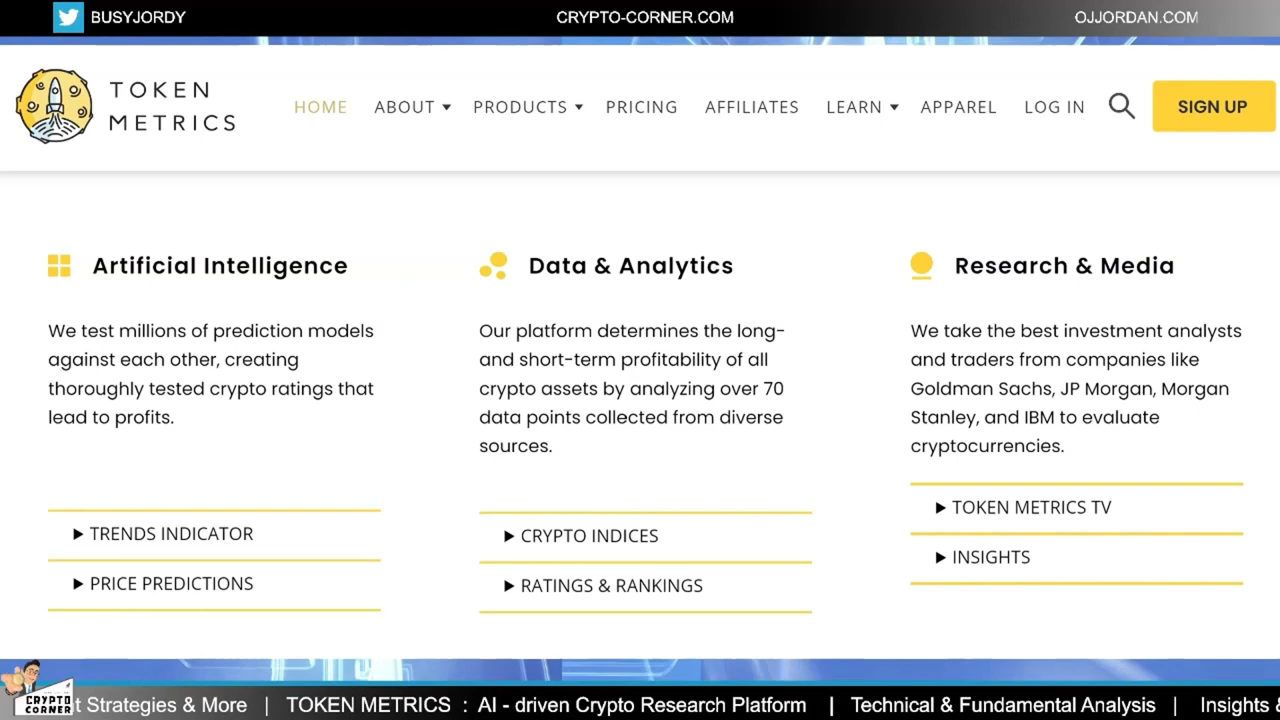 BUSYJORDY
CRYPTO-CORNER.COM
OJJORDAN.COM
TOKEN
METRICS
HOME
ABOUT
PRODUCTS
PRICING
AFFILIATES
LEARN
APPAREL
LOG IN
SIGN UP
Artificial Intelligence
We test millions of prediction models
against each other, creating
thoroughly tested crypto ratings that
lead to profits.
TRENDS INDICATOR
PRICE PREDICTIONS
Data & Analytics
Our platform determines the long-
and short-term profitability of all
crypto assets by analyzing over 70
data points collected from diverse
sources.
CRYPTO INDICES
RATINGS & RANKINGS
Research & Media
We take the best investment analysts
and traders from companies like
Goldman Sachs, JP Morgan, Morgan
Stanley, and IBM to evaluate
cryptocurrencies.
TOKEN METRICS TV
INSIGHTS
CRYPTO
CORNER
t Strategies & More | TOKEN METRICS : AI - driven Crypto Research Platform | Technical & Fundamental Analysis | Insights &